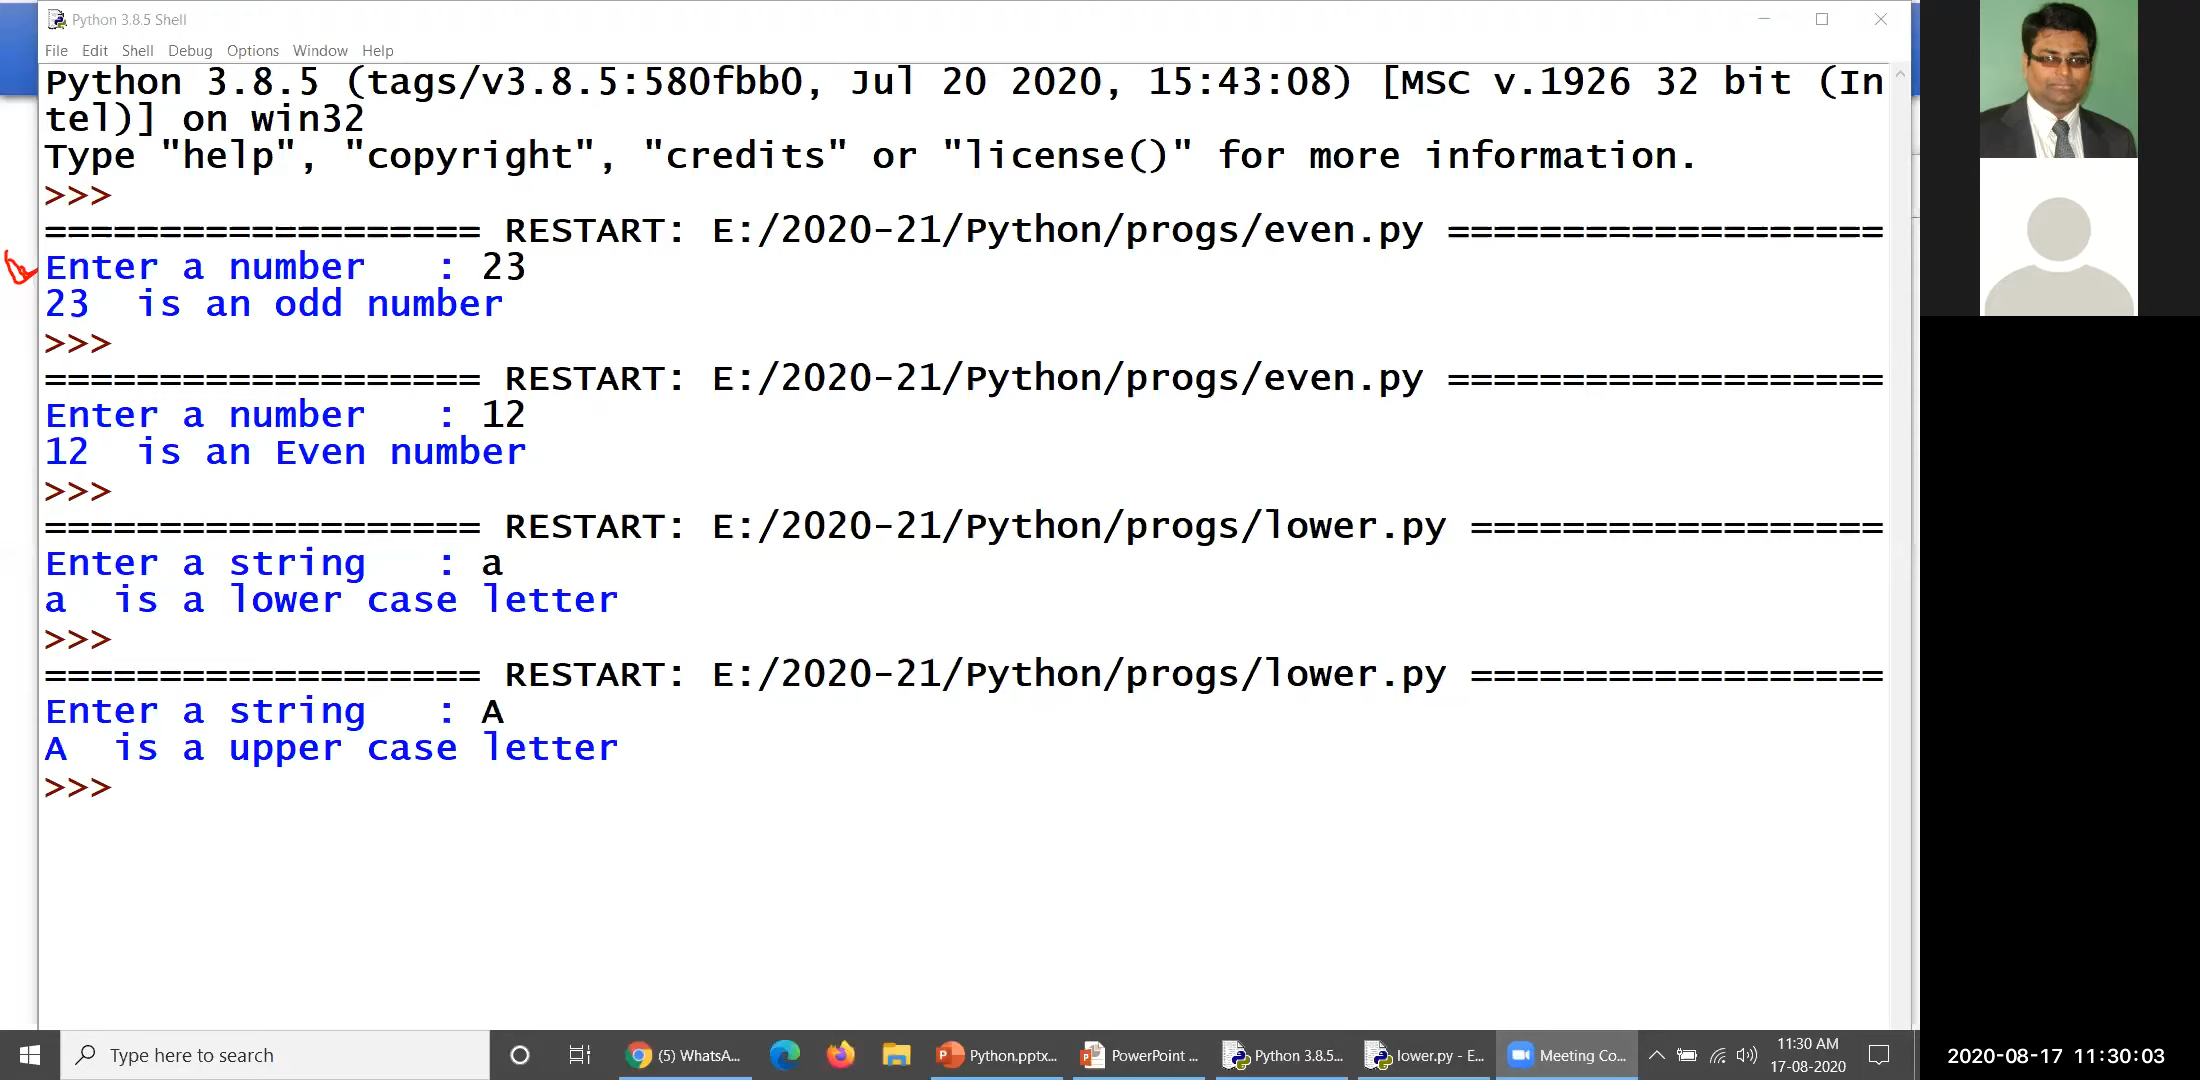 Python 3.8.5 Shell
File Edit Shell Debug Options Window Help
Python 3.8.5 (tags/v3.8.5:580fbb0, Jul 20 2020, 15:43:08) [MSC v.1926 32 bit (In
tel)] on win32
Type "help", "copyright", "credits" or "license()" for more information.
>>>
=================== RESTART: E:/2020-21/Python/progs/even.py ===================
Enter a number   : 23
23  is an odd number
>>>
=================== RESTART: E:/2020-21/Python/progs/even.py ===================
Enter a number   : 12
12  is an Even number
>>>
=================== RESTART: E:/2020-21/Python/progs/lower.py ==================
Enter a string   : a
a  is a lower case letter
>>>
=================== RESTART: E:/2020-21/Python/progs/lower.py ==================
Enter a string   : A
A  is a upper case letter
>>>
Type here to search
(5) WhatsA...
Python.pptx...
PowerPoint ...
Python 3.8.5...
lower.py - E...
Meeting Co...
11:30 AM
17-08-2020
2020-08-17 11:30:03